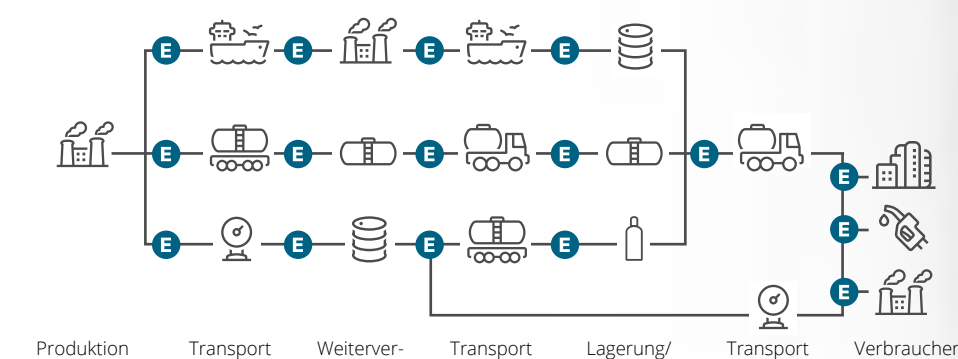 E E E E
E E E E E
E
E
E E E E
E
Produktion Transport Weiterver- Transport Lagerung/ Transport Verbraucher